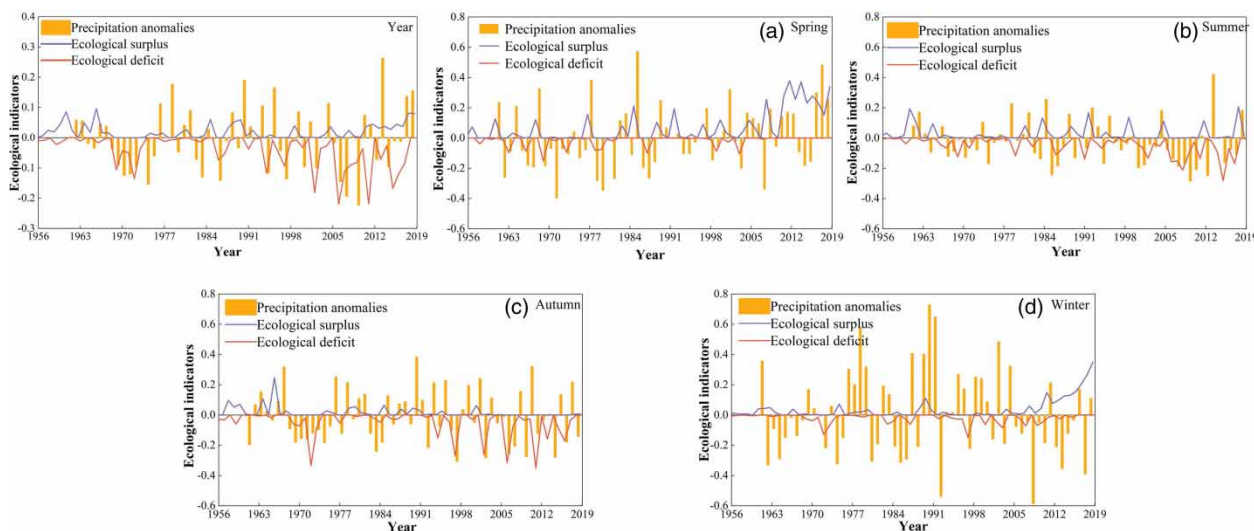 0.4
0.3
0.2
0.1
0.0
-0.1
-0.2
-0.3
Ecological indicators
Precipitation anomalies
Ecological surplus
Ecological deficit
Year
1956 1963 1970 1977 1984 1991 1998 2005 2012 2019
Year
0.8
0.6
0.4
0.2
0.0
-0.2
-0.4
-0.6
Ecological indicators
Precipitation anomalies
Ecological surplus
Ecological deficit
(a) Spring
1956 1963 1970 1977 1984 1991 1998 2005 2012 2019
Year
0.8
0.6
0.4
0.2
0.0
-0.2
-0.4
-0.6
Ecological indicators
Precipitation anomalies
Ecological surplus
Ecological deficit
(b) Summer
1956 1963 1970 1977 1984 1991 1998 2005 2012 2019
Year
0.8
0.6
0.4
0.2
0.0
-0.2
-0.4
-0.6
Ecological indicators
Precipitation anomalies
Ecological surplus
Ecological deficit
(c) Autumn
1956 1963 1970 1977 1984 1991 1998 2005 2012 2019
Year
0.8
0.6
0.4
0.2
0.0
-0.2
-0.4
-0.6
Ecological indicators
Precipitation anomalies
Ecological surplus
Ecological deficit
(d) Winter
1956 1963 1970 1977 1984 1991 1998 2005 2012 2019
Year